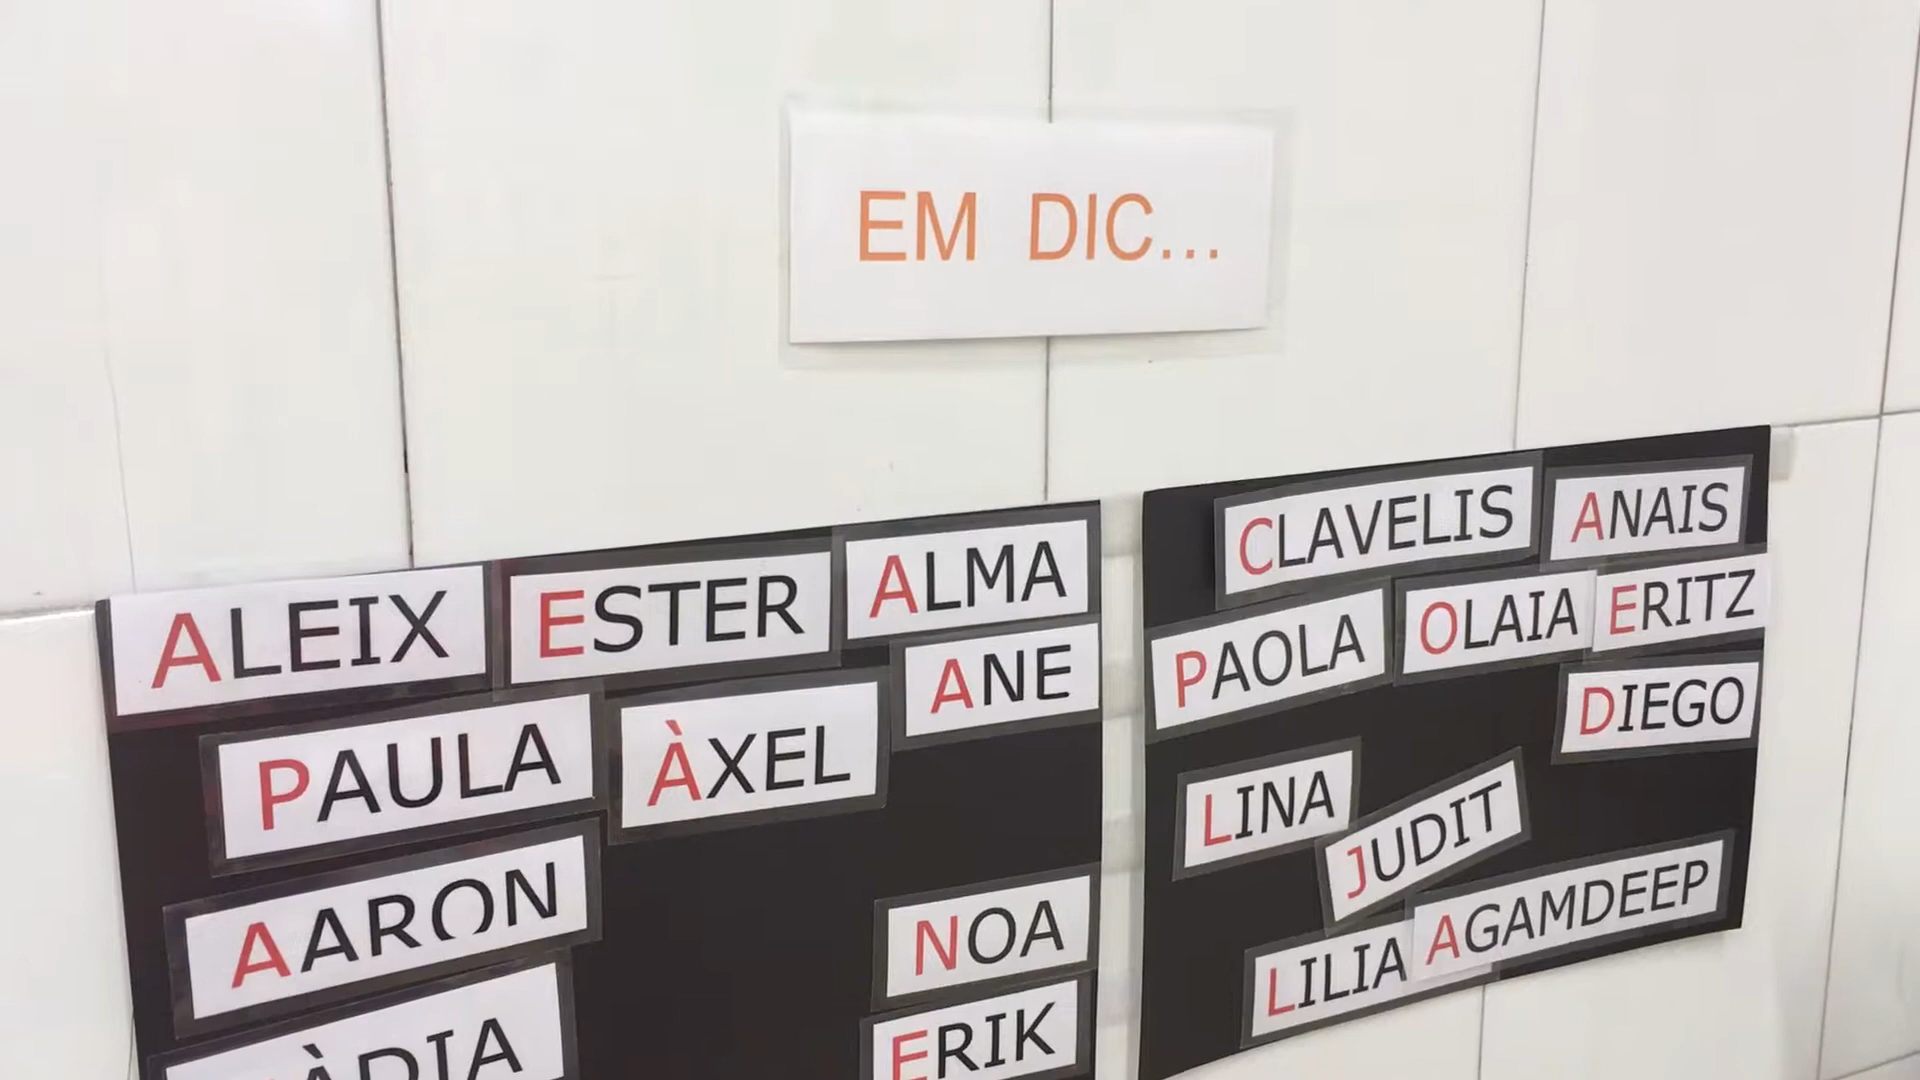 EM DIC...
ALEIX ESTER ALMA
ANE
PAULA ÀXEL
AARON
NOA
ERIK
CLAVELIS ANAIS
PAOLA OLAIA ERITZ
DIEGO
LINA
JUDIT
LILIA AGAMDEEP